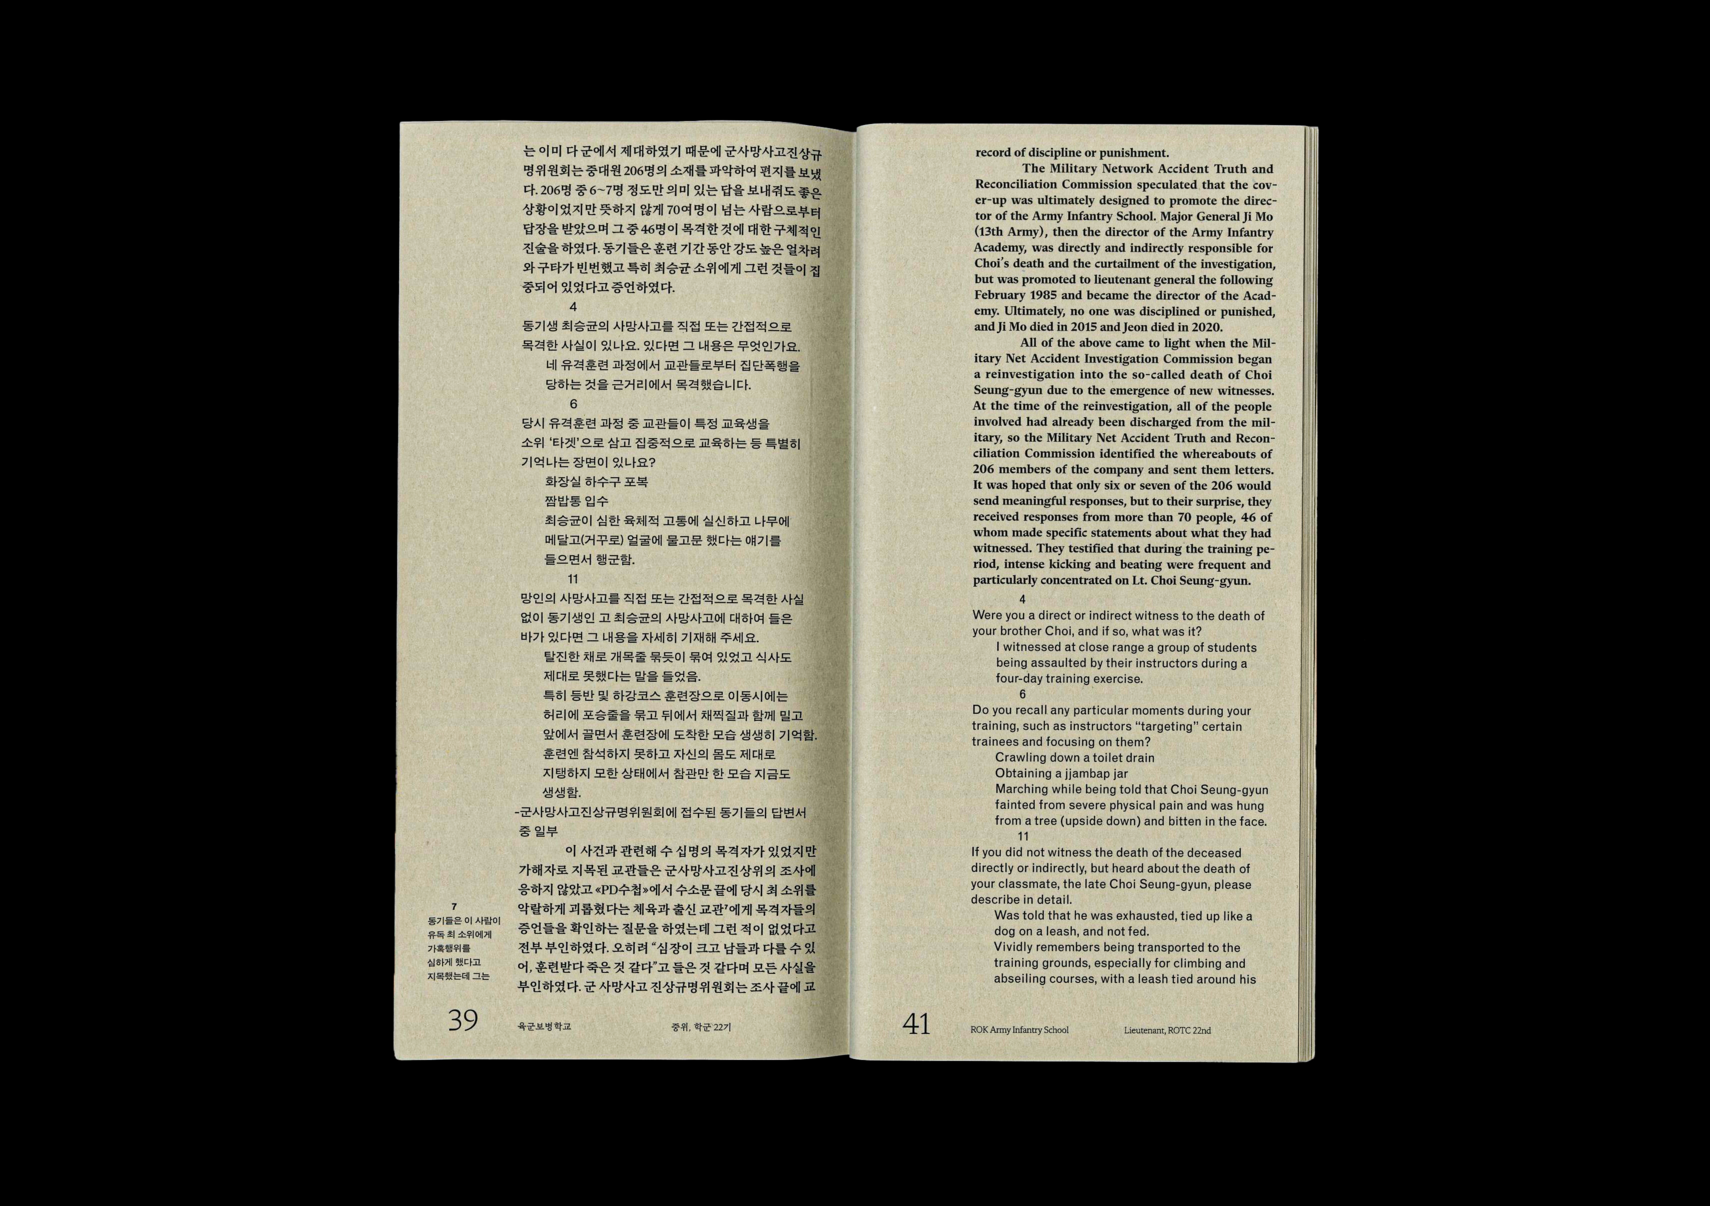 는 이미 다 군에서 제대하였기 때문에 군사망사고진상규
명위원회는 중대원 206명의 소재를 파악하여 편지를 보냈
다. 206명 중 6~7명 정도만 의미 있는 답을 보내줘도 좋은
상황이었지만 뜻하지 않게 70여명이 넘는 사람으로부터
답장을 받았으며 그 중 46명이 목격한 것에 대한 구체적인
진술을 하였다. 동기들은 훈련 기간 동안 강도 높은 얼차려
와 구타가 빈번했고 특히 최승균 소위에게 그런 것들이 집
중되어 있었다고 증언하였다.
4
동기생 최승균의 사망사고를 직접 또는 간접적으로
목격한 사실이 있나요. 있다면 그 내용은 무엇인가요.
네 유격훈련 과정에서 교관들로부터 집단폭행을
당하는 것을 근거리에서 목격했습니다.
6
당시 유격훈련 과정 중 교관들이 특정 교육생을
소위 ‘타겟’으로 삼고 집중적으로 교육하는 등 특별히
기억나는 장면이 있나요?
화장실 하수구 포복
짬밥통 입수
최승균이 심한 육체적 고통에 실신하고 나무에
메달고(거꾸로) 얼굴에 물고문 했다는 얘기를
들으면서 행군함.
11
망인의 사망사고를 직접 또는 간접적으로 목격한 사실
없이 동기생인 고 최승균의 사망사고에 대하여 들은
바가 있다면 그 내용을 자세히 기재해 주세요.
탈진한 채로 개목줄 묶듯이 묶여 있었고 식사도
제대로 못했다는 말을 들었음.
특히 등반 및 하강코스 훈련장으로 이동시에는
허리에 포승줄을 묶고 뒤에서 채찍질과 함께 밀고
앞에서 끌면서 훈련장에 도착한 모습 생생히 기억함.
훈련엔 참석하지 못하고 자신의 몸도 제대로
지탱하지 모한 상태에서 참관만 한 모습 지금도
생생함.
-군사망사고진상규명위원회에 접수된 동기들의 답변서
중 일부
이 사건과 관련해 수 십명의 목격자가 있었지만
가해자로 지목된 교관들은 군사망사고진상위의 조사에
응하지 않았고 «PD수첩»에서 수소문 끝에 당시 최 소위를
악랄하게 괴롭혔다는 체육과 출신 교관⁷에게 목격자들의
증언들을 확인하는 질문을 하였는데 그런 적이 없었다고
전부 부인하였다. 오히려 “심장이 크고 남들과 다를 수 있
어, 훈련받다 죽은 것 같다”고 들은 것 같다며 모든 사실을
부인하였다. 군 사망사고 진상규명위원회는 조사 끝에 교
7
동기들은 이 사람이
유독 최 소위에게
가혹행위를
심하게 했다고
지목했는데 그는
39
육군보병학교
중위, 학군 22기
record of discipline or punishment.
The Military Network Accident Truth and
Reconciliation Commission speculated that the cov-
er-up was ultimately designed to promote the direc-
tor of the Army Infantry School. Major General Ji Mo
(13th Army), then the director of the Army Infantry
Academy, was directly and indirectly responsible for
Choi’s death and the curtailment of the investigation,
but was promoted to lieutenant general the following
February 1985 and became the director of the Acad-
emy. Ultimately, no one was disciplined or punished,
and Ji Mo died in 2015 and Jeon died in 2020.
All of the above came to light when the Mil-
itary Net Accident Investigation Commission began
a reinvestigation into the so-called death of Choi
Seung-gyun due to the emergence of new witnesses.
At the time of the reinvestigation, all of the people
involved had already been discharged from the mil-
itary, so the Military Net Accident Truth and Recon-
ciliation Commission identified the whereabouts of
206 members of the company and sent them letters.
It was hoped that only six or seven of the 206 would
send meaningful responses, but to their surprise, they
received responses from more than 70 people, 46 of
whom made specific statements about what they had
witnessed. They testified that during the training pe-
riod, intense kicking and beating were frequent and
particularly concentrated on Lt. Choi Seung-gyun.
4
Were you a direct or indirect witness to the death of
your brother Choi, and if so, what was it?
I witnessed at close range a group of students
being assaulted by their instructors during a
four-day training exercise.
6
Do you recall any particular moments during your
training, such as instructors “targeting” certain
trainees and focusing on them?
Crawling down a toilet drain
Obtaining a jjambap jar
Marching while being told that Choi Seung-gyun
fainted from severe physical pain and was hung
from a tree (upside down) and bitten in the face.
11
If you did not witness the death of the deceased
directly or indirectly, but heard about the death of
your classmate, the late Choi Seung-gyun, please
describe in detail.
Was told that he was exhausted, tied up like a
dog on a leash, and not fed.
Vividly remembers being transported to the
training grounds, especially for climbing and
abseiling courses, with a leash tied around his
41
ROK Army Infantry School
Lieutenant, ROTC 22nd